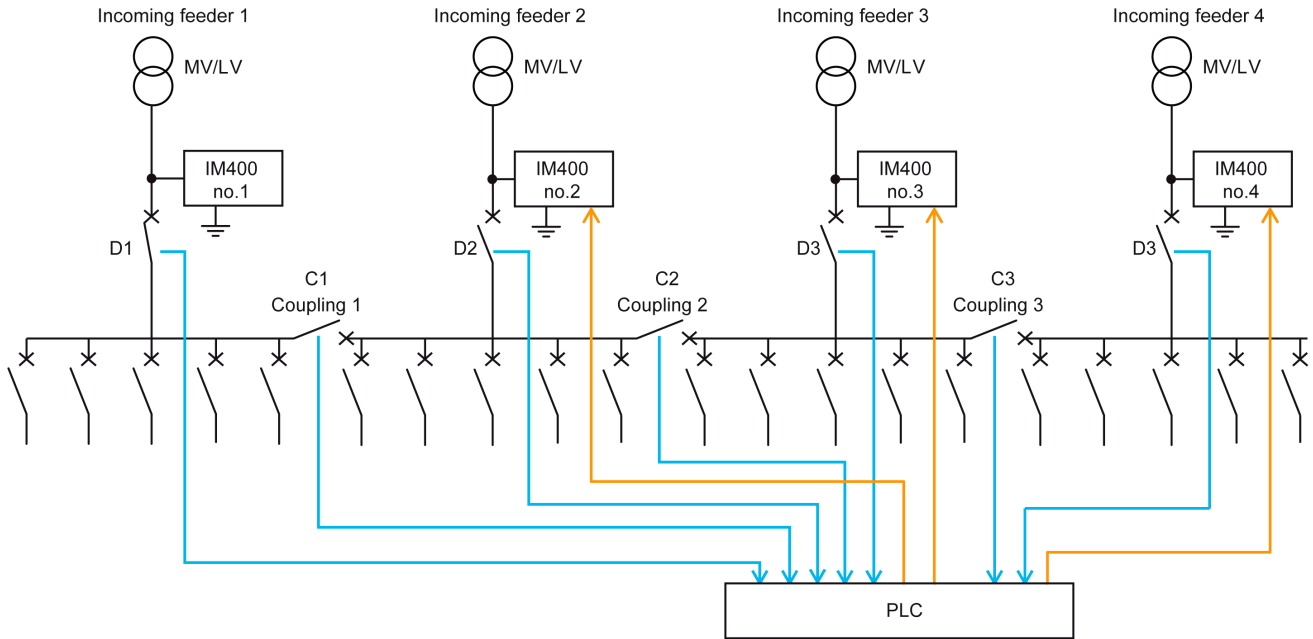 Incoming feeder 1
Incoming feeder 2
Incoming feeder 3
Incoming feeder 4
MV/LV
MV/LV
MV/LV
MV/LV
IM400
no.1
IM400
no.2
IM400
no.3
IM400
no.4
D1
D2
D3
D3
C1
Coupling 1
C2
Coupling 2
C3
Coupling 3
PLC